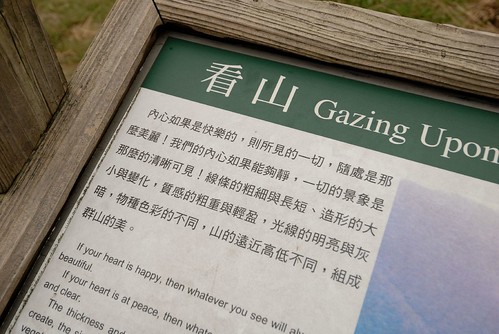 看山 Gazing Upon
內心如果是快樂的，則所見的一切，隨處是那
麼美麗！我們的內心如果能夠靜，一切的景象是
那麼的清晰可見！線條的粗細與長短、造形的大
小與變化，質感的粗重與輕盈，光線的明亮與灰
暗，物種色彩的不同，山的遠近高低不同，組成
群山的美。
If your heart is happy, then whatever you see will
beautiful.
If your heart is at peace, then
and clear.
The thickness and
create, the